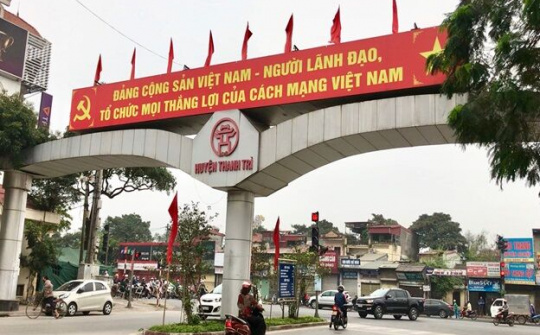 ĐẢNG CỘNG SẢN VIỆT NAM - NGƯỜI LÃNH ĐẠO,
TỔ CHỨC MỌI THẮNG LỢI CỦA CÁCH MẠNG VIỆT NAM
HUYỆN THANH TRÌ